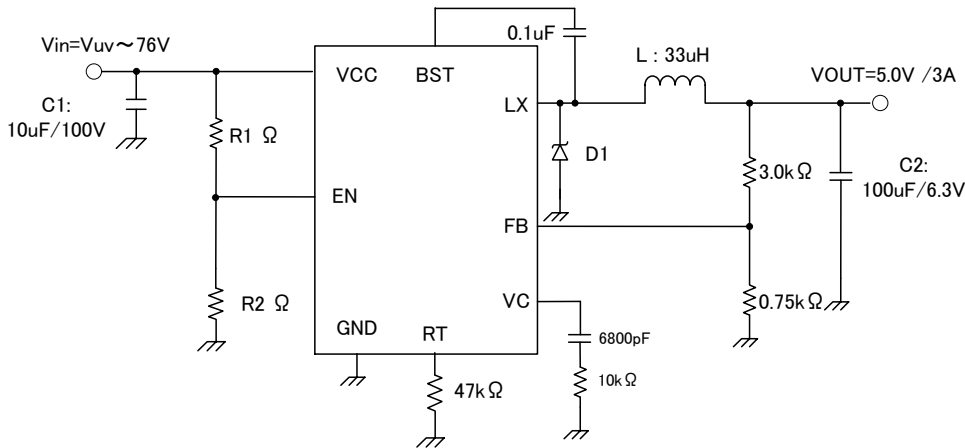 0.1uF
Vin=Vuv～76V
L : 33uH
VCC
BST
VOUT=5.0V /3A
LX
C1:
10uF/100V
R1 Ω
D1
3.0kΩ
C2:
100uF/6.3V
EN
FB
R2 Ω
VC
0.75kΩ
GND
RT
6800pF
47kΩ
10kΩ